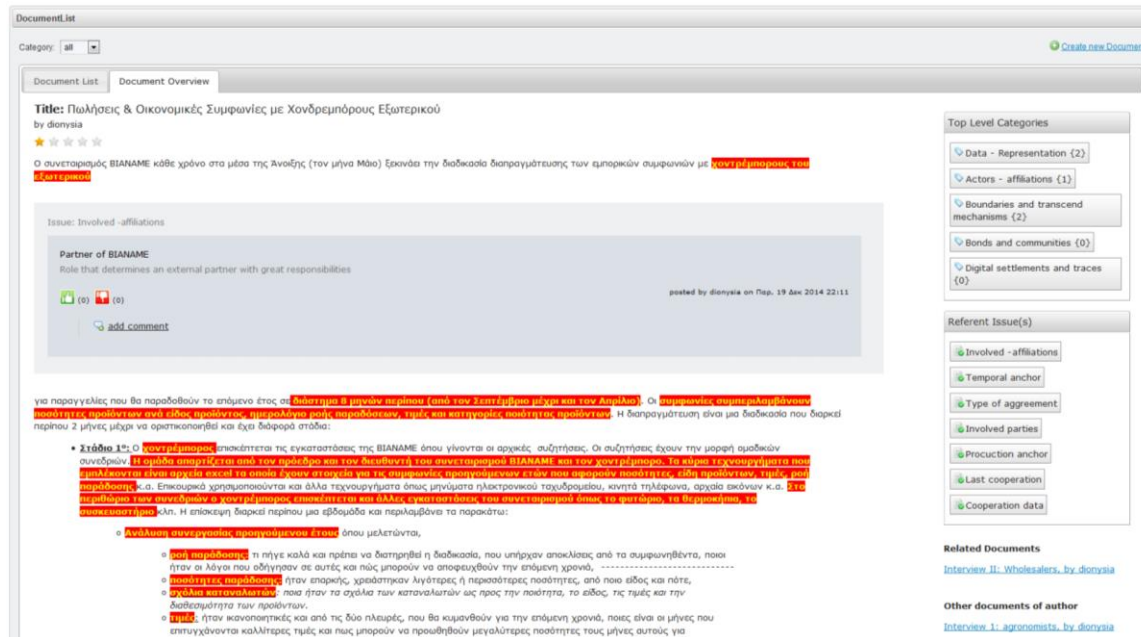 DocumentList
Category: all
Create new Documen
Document List
Document Overview
Title: Πωλήσεις & Οικονομικές Συμφωνίες με Χονδρεμπόρους Εξωτερικού
by dionysia
Ο συνεταιρισμός ΒΙΑΝΑΜΕ κάθε χρόνο στα μέσα της Άνοιξης (τον μήνα Μάιο) ξεκινάει την διαδικασία διαπραγμάτευσης των εμπορικών συμφωνιών με χοντρέμπορους του
εξωτερικού
Issue: Involved -affiliations
Partner of BIANAME
Role that determines an external partner with great responsibilities
(0) (0)
posted by dionysia on Παρ, 19 Δεκ 2014 22:11
add comment
για παραγγελίες που θα παραδοθούν το επόμενο έτος σε διάστημα 8 μηνών περίπου (από τον Σεπτέμβριο μέχρι και τον Απρίλιο). Οι συμφωνίες συμπεριλαμβάνουν
ποσότητες προϊόντων ανά είδος προϊόντος, ημερολόγιο ροής παραδόσεων, τιμές και κατηγορίες ποιότητας προϊόντων. Η διαπραγμάτευση είναι μια διαδικασία που διαρκεί
περίπου 2 μήνες μέχρι να οριστικοποιηθεί και έχει διάφορά στάδια:
• Στάδιο 1º: Ο χοντρέμπορος επισκέπτεται τις εγκαταστάσεις της ΒΙΑΝΑΜΕ όπου γίνονται οι αρχικές συζητήσεις. Οι συζητήσεις έχουν την μορφή ομαδικών
συνεδριών. Η ομάδα απαρτίζεται από τον πρόεδρο και τον διευθυντή του συνεταιρισμού ΒΙΑΝΑΜΕ και τον χοντρέμπορο. Τα κύρια τεχνουργήματα που
εμπλέκονται είναι αρχεία excel τα οποία έχουν στοιχεία για τις συμφωνίες προηγούμενων ετών που αφορούν ποσότητες, είδη προϊόντων, τιμές, ροή
παράδοσης κ.α. Επικουρικά χρησιμοποιούνται και άλλα τεχνουργήματα όπως μηνύματα ηλεκτρονικού ταχυδρομείου, κινητά τηλέφωνα, αρχεία εικόνων κ.α. Στο
περιθώριο των συνεδριών ο χοντρέμπορος επισκέπτεται και άλλες εγκαταστάσεις του συνεταιρισμού όπως το φυτώριο, τα θερμοκήπια, το
συσκευαστήριο κλπ. Η επίσκεψη διαρκεί περίπου μια εβδομάδα και περιλαμβάνει τα παρακάτω:
o Ανάλυση συνεργασίας προηγούμενου έτους όπου μελετώνται,
o ροή παράδοσης: τι πήγε καλά και πρέπει να διατηρηθεί η διαδικασία, που υπήρχαν αποκλίσεις από τα συμφωνηθέντα, ποιοι
ήταν οι λόγοι που οδήγησαν σε αυτές και πώς μπορούν να αποφευχθούν την επόμενη χρονιά, ----------------------------
o ποσότητες παράδοσης: ήταν επαρκής, χρειάστηκαν λιγότερες ή περισσότερες ποσότητες, από ποιο είδος και πότε,
o σχόλια καταναλωτών: ποια ήταν τα σχόλια των καταναλωτών ως προς την ποιότητα, το είδος, τις τιμές και την
διαθεσιμότητα των προϊόντων.
o τιμές: ήταν ικανοποιητικές και από τις δύο πλευρές, που θα κυμανθούν για την επόμενη χρονιά, ποιες είναι οι μήνες που
επιτυγχάνονται καλλίτερες τιμές και πως μπορούν να προωθηθούν μεγαλύτερες ποσότητες τους μήνες αυτούς για
Top Level Categories
Data - Representation {2}
Actors - affiliations {1}
Boundaries and transcend
mechanisms {2}
Bonds and communities {0}
Digital settlements and traces
{0}
Referent Issue(s)
Involved -affiliations
Temporal anchor
Type of aggreement
Involved parties
Procuction anchor
Last cooperation
Cooperation data
Related Documents
Interview II: Wholesalers, by dionysia
Other documents of author
Interview 1: agronomists, by dionysia